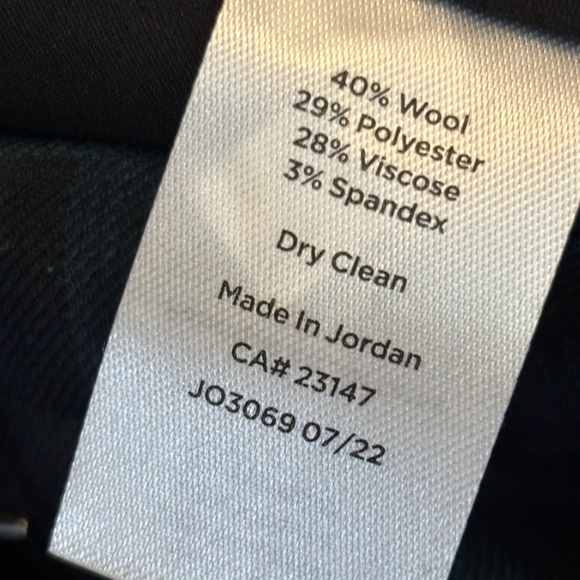 40% Wool
29% Polyester
28% Viscose
3% Spandex
Dry Clean
Made In Jordan
CA# 23147
JO3069 07/22